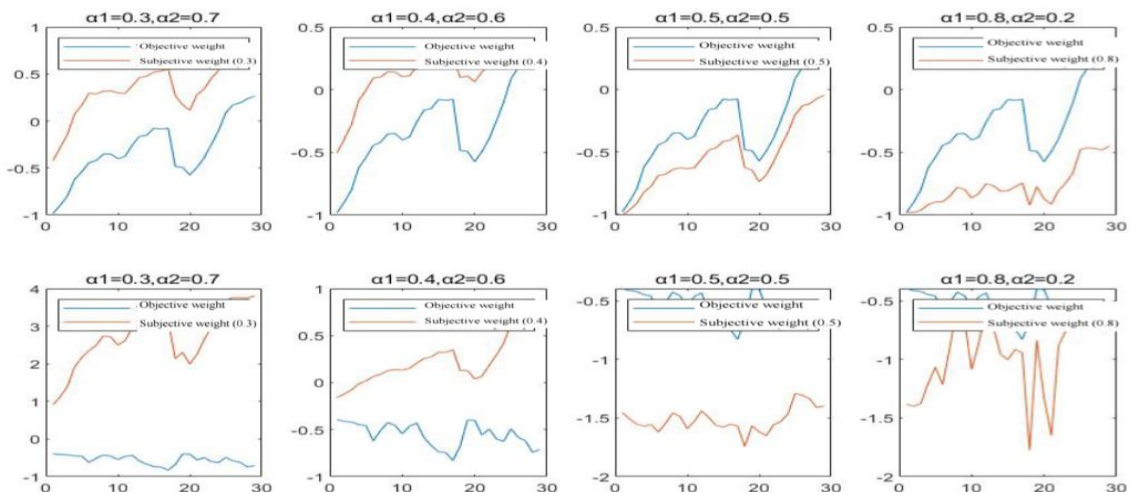 α1=0.3,α2=0.7
1
0.5
0
-0.5
-1
0
10
20
30
Objective weight
Subjective weight (0.3)
α1=0.4,α2=0.6
1
0.5
0
-0.5
-1
0
10
20
30
Objective weight
Subjective weight (0.4)
α1=0.5,α2=0.5
0.5
0
-0.5
-1
0
10
20
30
Objective weight
Subjective weight (0.5)
α1=0.8,α2=0.2
0.5
0
-0.5
-1
0
10
20
30
Objective weight
Subjective weight (0.8)
α1=0.3,α2=0.7
4
3
2
1
0
-1
0
10
20
30
Objective weight
Subjective weight (0.3)
α1=0.4,α2=0.6
1
0.5
0
-0.5
-1
0
10
20
30
Objective weight
Subjective weight (0.4)
α1=0.5,α2=0.5
-0.5
-1
-1.5
-2
0
10
20
30
Objective weight
Subjective weight (0.5)
α1=0.8,α2=0.2
-0.5
-1
-1.5
-2
0
10
20
30
Objective weight
Subjective weight (0.8)